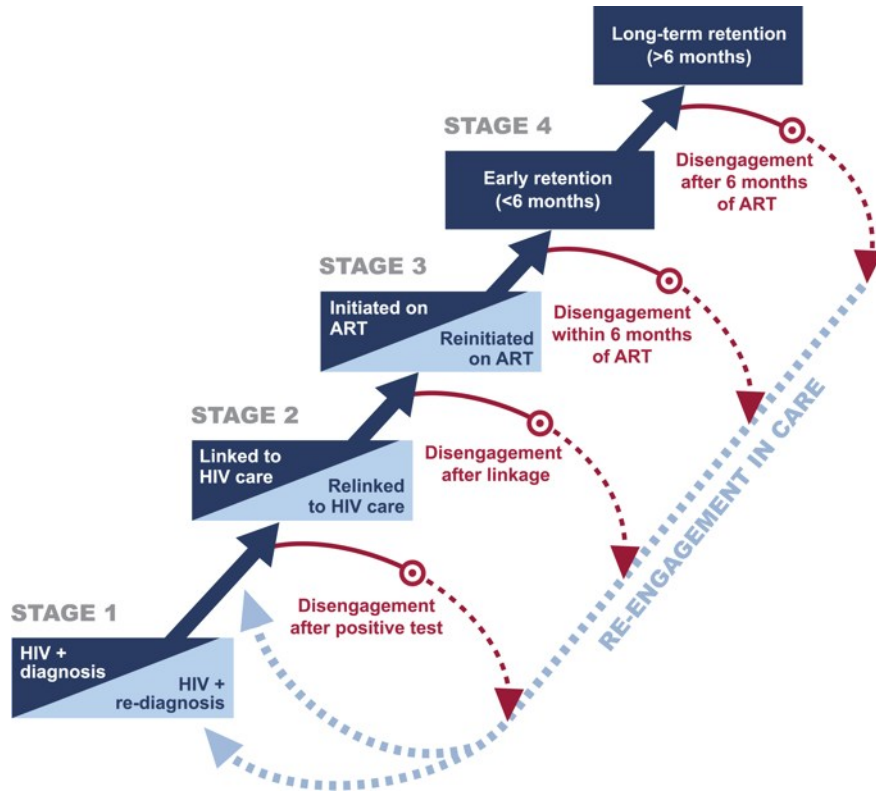 Long-term retention
(>6 months)
STAGE 4
Early retention
(<6 months)
Disengagement
after 6 months
of ART
STAGE 3
Initiated on
ART
Reinitiated
on ART
Disengagement
within 6 months
of ART
STAGE 2
Linked to
HIV care
Relinked
to HIV care
Disengagement
after linkage
STAGE 1
HIV +
diagnosis
HIV +
re-diagnosis
Disengagement
after positive test
RE-ENGAGEMENT IN CARE